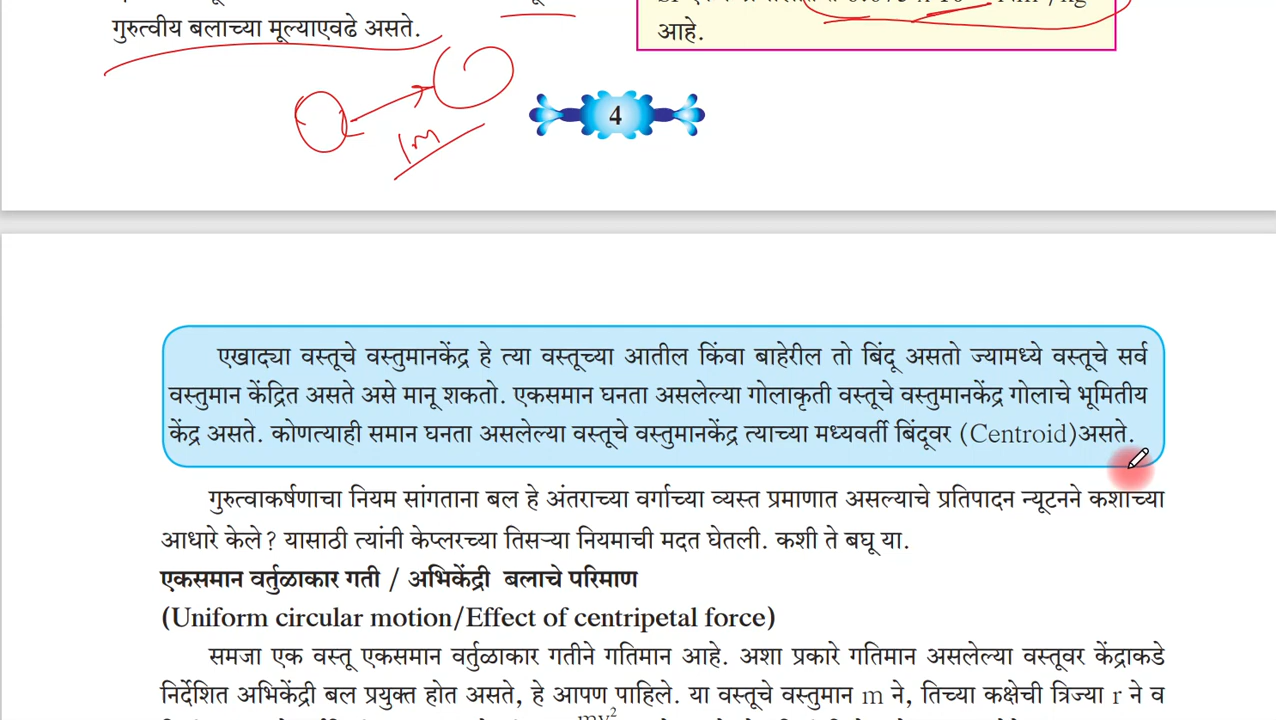 गुरुत्वीय बलाच्या मूल्याएवढे असते.
आहे.
1m
4
एखाद्या वस्तूचे वस्तुमानकेंद्र हे त्या वस्तूच्या आतील किंवा बाहेरील तो बिंदू असतो ज्यामध्ये वस्तूचे सर्व
वस्तुमान केंद्रित असते असे मानू शकतो. एकसमान घनता असलेल्या गोलाकृती वस्तूचे वस्तुमानकेंद्र गोलाचे भूमितीय
केंद्र असते. कोणत्याही समान घनता असलेल्या वस्तूचे वस्तुमानकेंद्र त्याच्या मध्यवर्ती बिंदूवर (Centroid)असते.
गुरुत्वाकर्षणाचा नियम सांगताना बल हे अंतराच्या वर्गाच्या व्यस्त प्रमाणात असल्याचे प्रतिपादन न्यूटनने कशाच्या
आधारे केले? यासाठी त्यांनी केप्लरच्या तिसऱ्या नियमाची मदत घेतली. कशी ते बघू या.
एकसमान वर्तुळाकार गती / अभिकेंद्री बलाचे परिमाण
(Uniform circular motion/Effect of centripetal force)
समजा एक वस्तू एकसमान वर्तुळाकार गतीने गतिमान आहे. अशा प्रकारे गतिमान असलेल्या वस्तूवर केंद्राकडे
निर्देशित अभिकेंद्री बल प्रयुक्त होत असते, हे आपण पाहिले. या वस्तूचे वस्तुमान m ने, तिच्या कक्षेची त्रिज्या r ने व
mv²